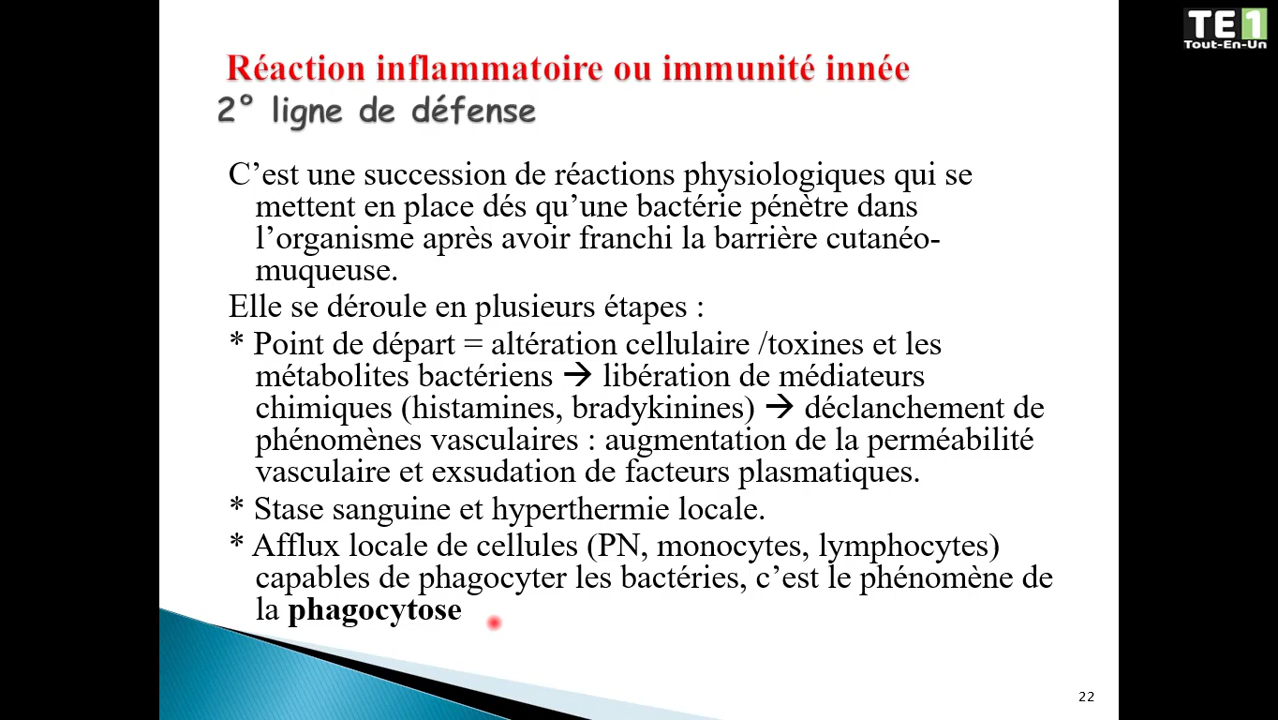 TE1
Tout-En-Un
Réaction inflammatoire ou immunité innée
2° ligne de défense
C’est une succession de réactions physiologiques qui se
mettent en place dés qu’une bactérie pénètre dans
l’organisme après avoir franchi la barrière cutanéo-
muqueuse.
Elle se déroule en plusieurs étapes :
* Point de départ = altération cellulaire /toxines et les
métabolites bactériens → libération de médiateurs
chimiques (histamines, bradykinines) → déclanchement de
phénomènes vasculaires : augmentation de la perméabilité
vasculaire et exsudation de facteurs plasmatiques.
* Stase sanguine et hyperthermie locale.
* Afflux locale de cellules (PN, monocytes, lymphocytes)
capables de phagocyter les bactéries, c’est le phénomène de
la phagocytose
22